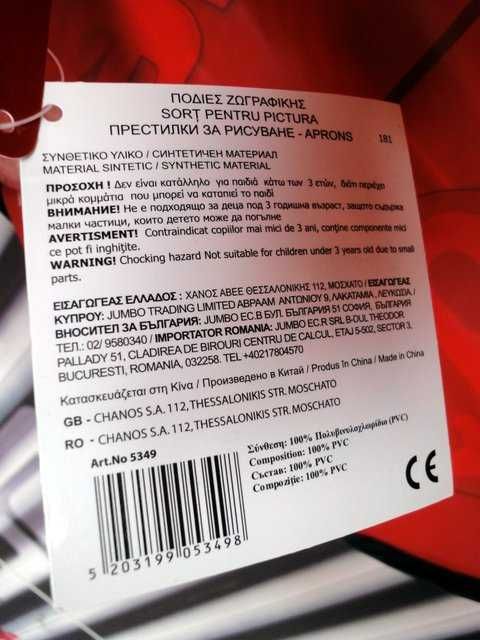 ΠΟΔΙΕΣ ΖΩΓΡΑΦΙΚΗΣ
SORŢ PENTRU PICTURA
ПРЕСТИЛКИ ЗА РИСУВАНЕ - APRONS
181
ΣΥΝΘΕΤΙΚΟ ΥΛΙΚΟ / СИНТЕТИЧЕН МАТЕРИАЛ
MATERIAL SINTETIC / SYNTHETIC MATERIAL
ΠΡΟΣΟΧΗ ! Δεν είναι κατάλληλο για παιδιά κάτω των 3 ετών, διότι περιέχει
μικρά κομμάτια που μπορεί να καταπιεί το παιδί
ВНИМАНИЕ! Не е подходящо за деца под 3 годишна възраст, защото съдържа
малки частици, които детето може да погълне
AVERTISMENT! Contraindicat copiilor mai mici de 3 ani, conţine componente mici
ce pot fi inghiţite.
WARNING! Chocking hazard Not suitable for children under 3 years old due to small
parts.
ΕΙΣΑΓΩΓΕΑΣ ΕΛΛΑΔΟΣ : ΧΑΝΟΣ ΑΒΕΕ ΘΕΣΣΑΛΟΝΙΚΗΣ 112, ΜΟΣΧΑΤΟ / ΕΙΣΑΓΩΓΕΑΣ
ΚΥΠΡΟΥ: JUMBO TRADING LIMITED ΑΒΡΑΑΜ ΑΝΤΩΝΙΟΥ 9, ΛΑΚΑΤΑΜΙΑ , ΛΕΥΚΩΣΙΑ /
ВНОСИТЕЛ ЗА БЪЛГАРИЯ: JUMBO EC.B БУЛ. БЪЛГАРИЯ 51 СОФИЯ, БЪЛГАРИЯ,
ТЕЛ.: 02/ 9580340 / IMPORTATOR ROMANIA: JUMBO EC.R SRL B-DUL THEODOR
PALLADY 51, CLADIREA DE BIROURI CENTRU DE CALCUL, ETAJ 5-502, SECTOR 3,
BUCURESTI, ROMANIA, 032258. TEL +40217804570
Κατασκευάζεται στη Κίνα / Произведено в Китай / Produs în China / Made in China
GB - CHANOS S.A. 112,THESSALONIKIS STR. MOSCHATO
RO - CHANOS S.A. 112,THESSALONIKIS STR. MOSCHATO
Art.No 5349
Σύνθεση: 100% Πολυβινυλοχλωρίδιο (PVC)
Composition: 100% PVC
Състав: 100% PVC
Compoziţie: 100% PVC
CE
5 203199 053498